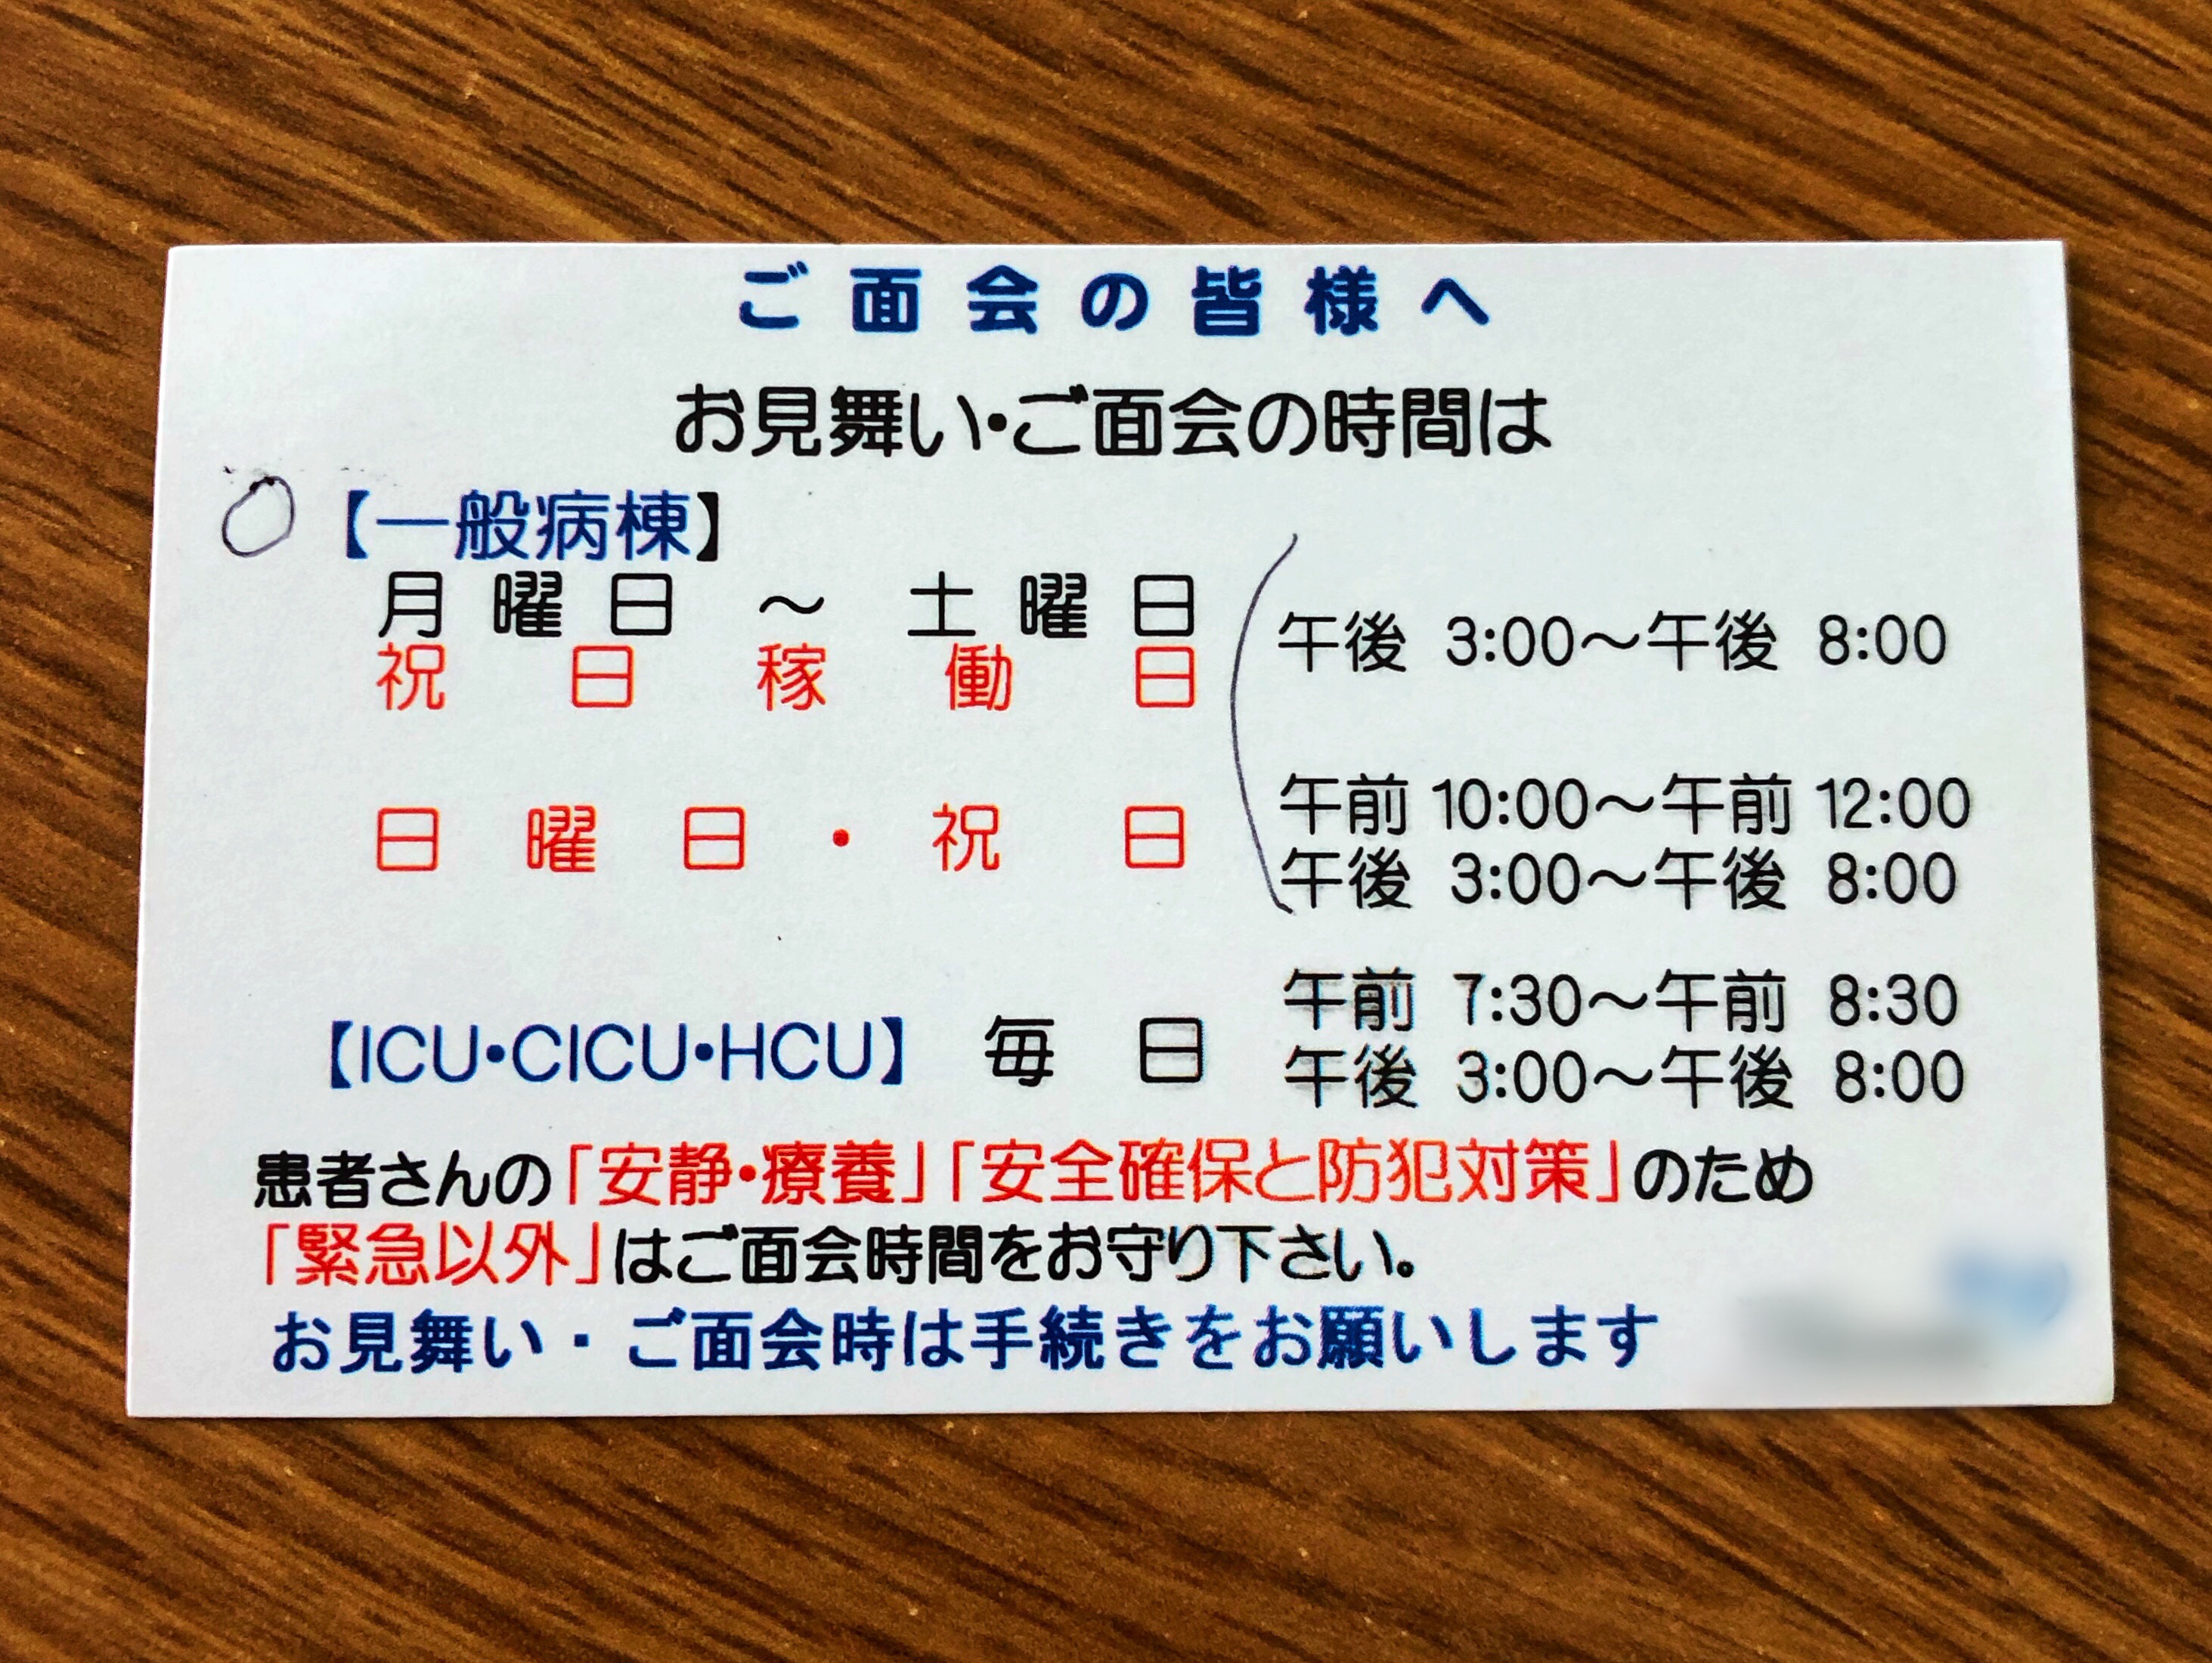 ご面会の皆様へ
お見舞い・ご面会の時間は
【一般病棟】
月曜日～土曜日
祝日稼働日
午後 3:00～午後 8:00
日曜日・祝日
午前 10:00～午前 12:00
午後 3:00～午後 8:00
【ICU・CICU・HCU】 毎日
午前 7:30～午前 8:30
午後 3:00～午後 8:00
患者さんの「安静・療養」「安全確保と防犯対策」のため
「緊急以外」はご面会時間をお守り下さい。
お見舞い・ご面会時は手続きをお願いします